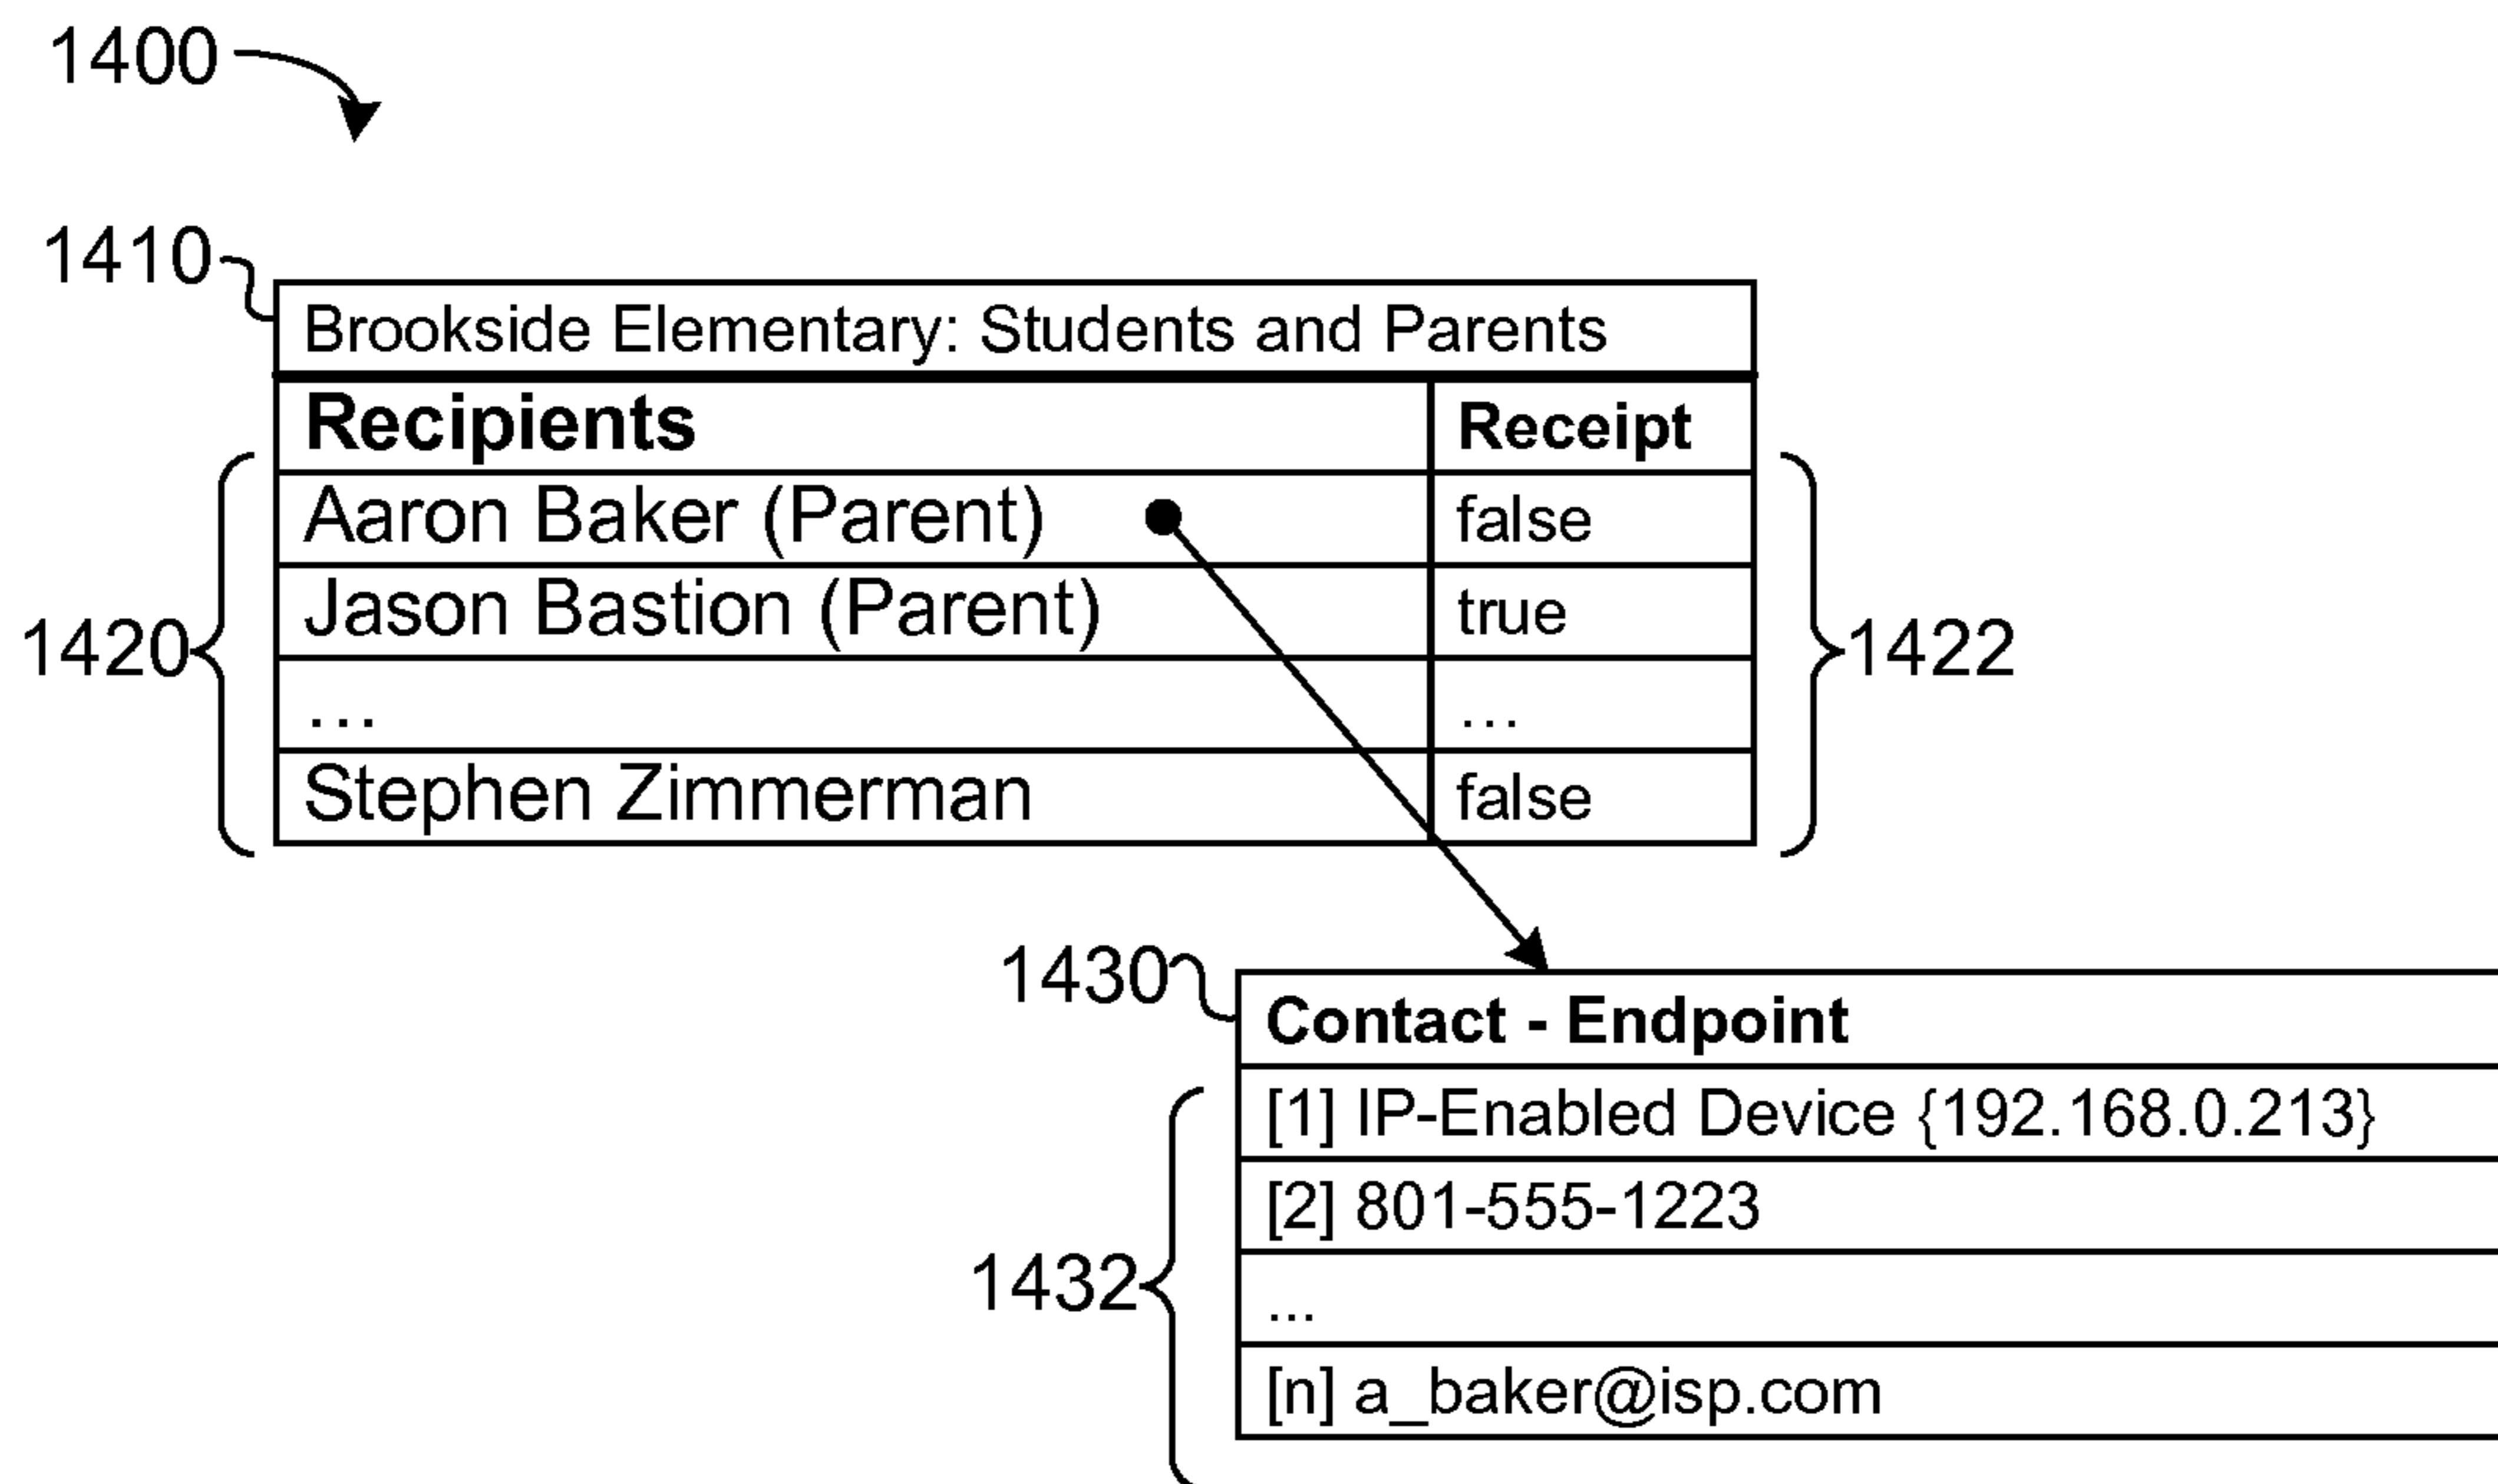 1400
1410
Brookside Elementary: Students and Parents
Recipients Receipt
Aaron Baker (Parent) false
Jason Bastion (Parent) true
1420 1422
... ...
Stephen Zimmerman false
1430
Contact - Endpoint
[1] IP-Enabled Device {192.168.0.213}
[2] 801-555-1223
1432
...
[n] a_baker@isp.com